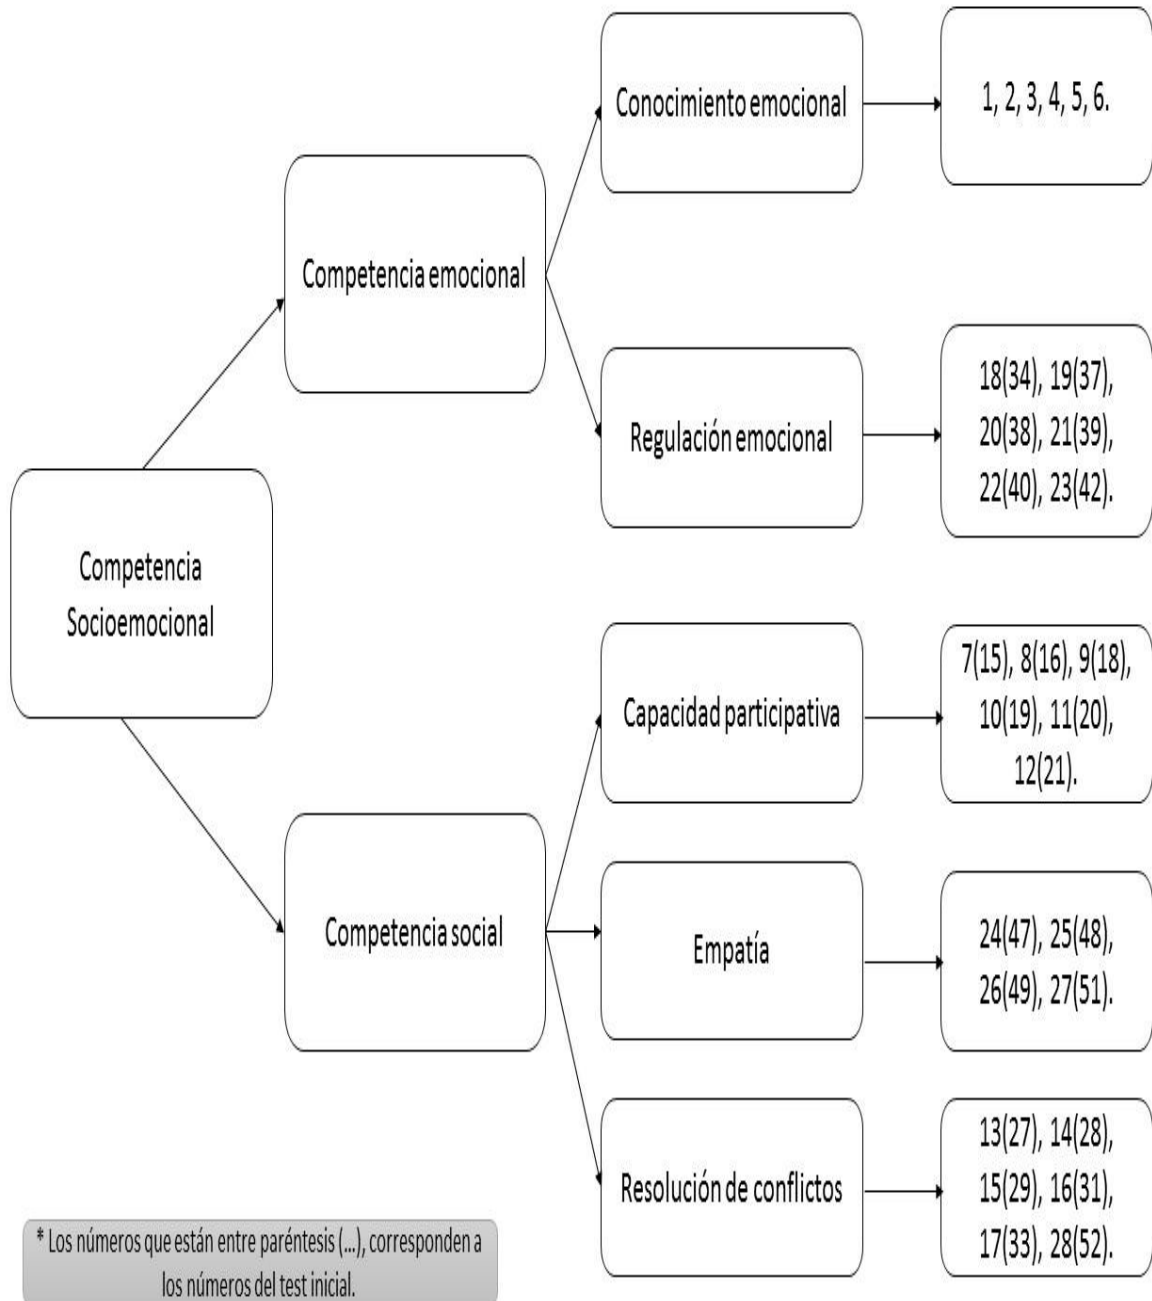 Competencia
Socioemocional
Competencia emocional
Conocimiento emocional
1, 2, 3, 4, 5, 6.
Regulación emocional
18(34), 19(37),
20(38), 21(39),
22(40), 23(42).
Competencia social
Capacidad participativa
7(15), 8(16), 9(18),
10(19), 11(20),
12(21).
Empatía
24(47), 25(48),
26(49), 27(51).
Resolución de conflictos
13(27), 14(28),
15(29), 16(31),
17(33), 28(52).
* Los números que están entre paréntesis (...), corresponden a
los números del test inicial.